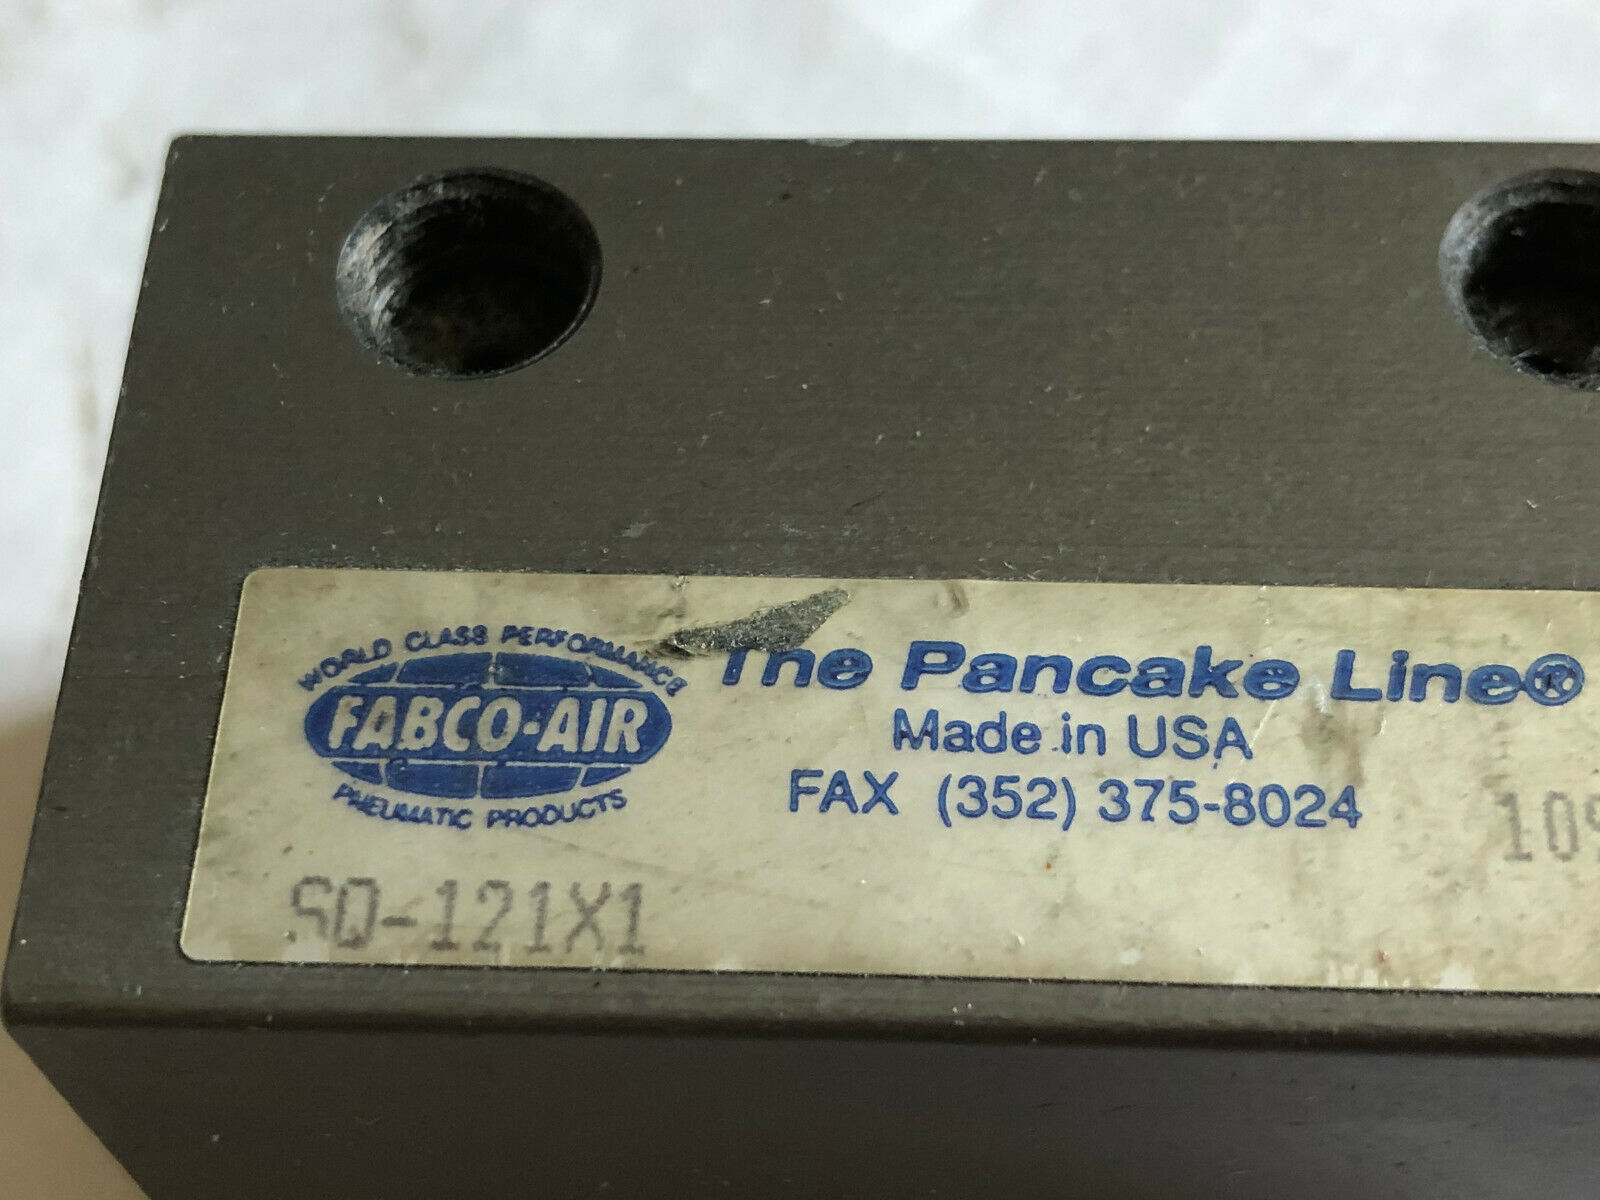 WORLD CLASS PERFORMANCE
FABCO-AIR
PNEUMATIC PRODUCTS
The Pancake Line®
Made in USA
FAX (352) 375-8024
SQ-121X1